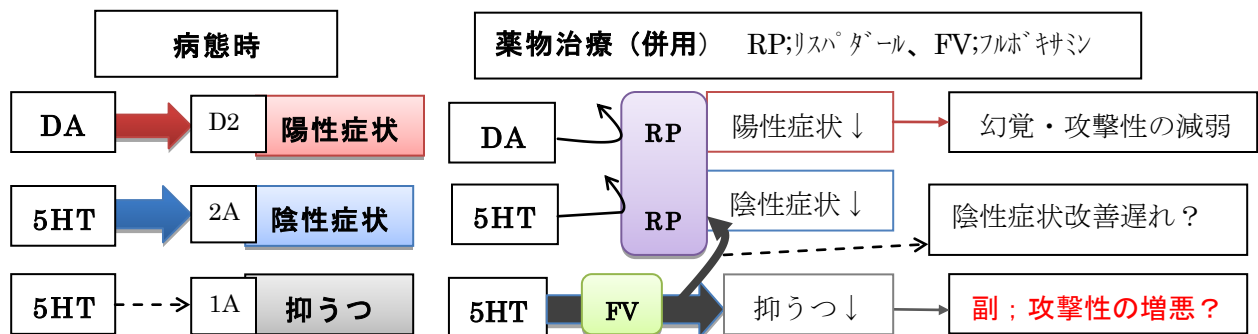 病態時
薬物治療（併用） RP;ﾘｽﾊﾟﾀﾞｰﾙ、FV;ﾌﾙﾎﾞｷｻﾐﾝ
DA
D2
陽性症状
DA
RP
陽性症状↓
幻覚・攻撃性の減弱
5HT
2A
陰性症状
5HT
RP
陰性症状↓
陰性症状改善遅れ？
5HT
1A
抑うつ
5HT
FV
抑うつ↓
副；攻撃性の増悪？